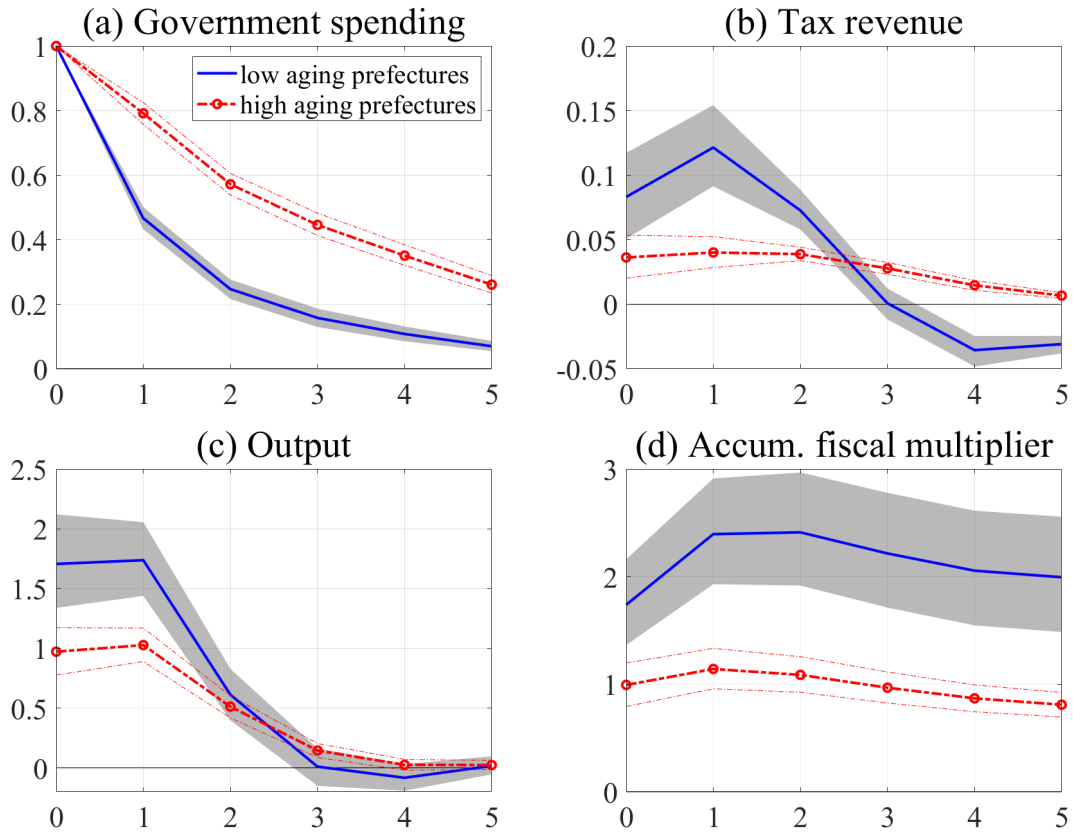 (a) Government spending
1
0.8
0.6
0.4
0.2
0
0 1 2 3 4 5
low aging prefectures
high aging prefectures
(b) Tax revenue
0.2
0.15
0.1
0.05
0
-0.05
0 1 2 3 4 5
(c) Output
2.5
2
1.5
1
0.5
0
0 1 2 3 4 5
(d) Accum. fiscal multiplier
3
2
1
0
0 1 2 3 4 5